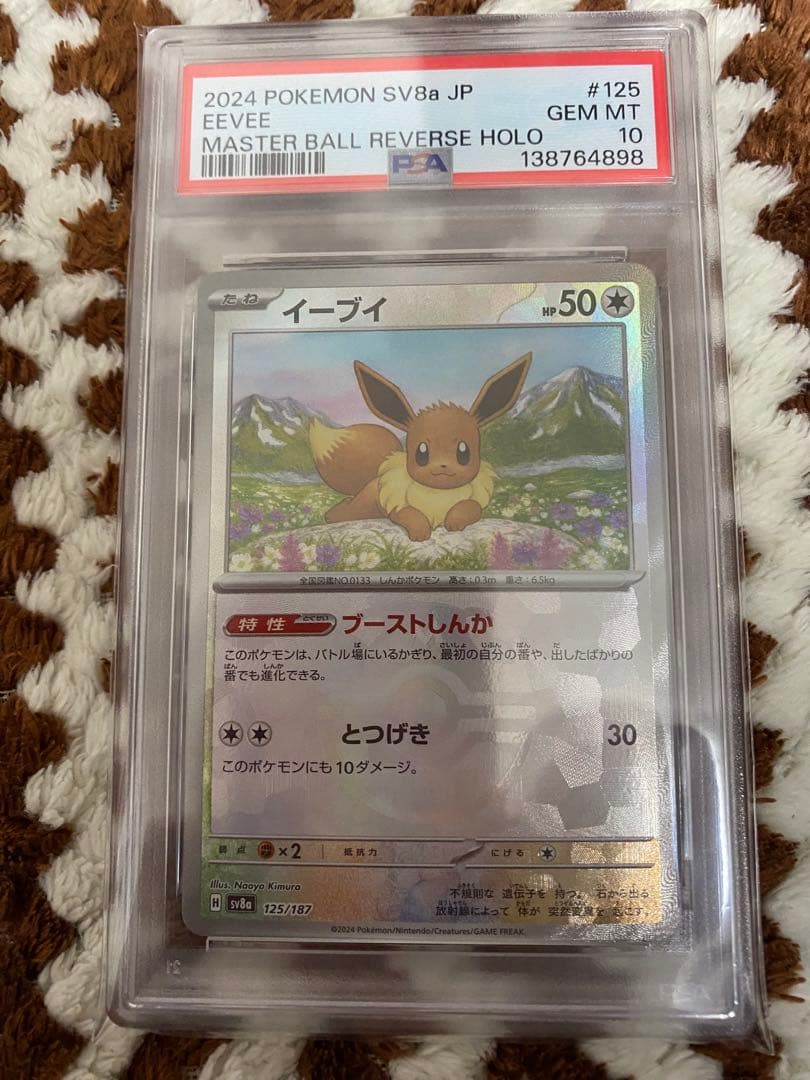 2024 POKEMON SV8a JP #125
EEVEE GEM MT
MASTER BALL REVERSE HOLO 10
PSA 138764898
たね イーブイ HP50
全国図鑑NO.0133 しんかポケモン 高さ:0.3m 重さ:6.5kg
特性 とくせい ブーストしんか
このポケモンは、バトル場にいるかぎり、最初の自分の番や、出したばかりの
番でも進化できる。
とつげき 30
このポケモンにも10ダメージ。
弱点 ×2 抵抗力 にげる
Illus. Naoyo Kimura
不規則な 遺伝子を 持つ。 石から出る
H sv8a 125/187
放射線によって 体が 突然変異を 起こす。
©2024 Pokémon/Nintendo/Creatures/GAME FREAK.